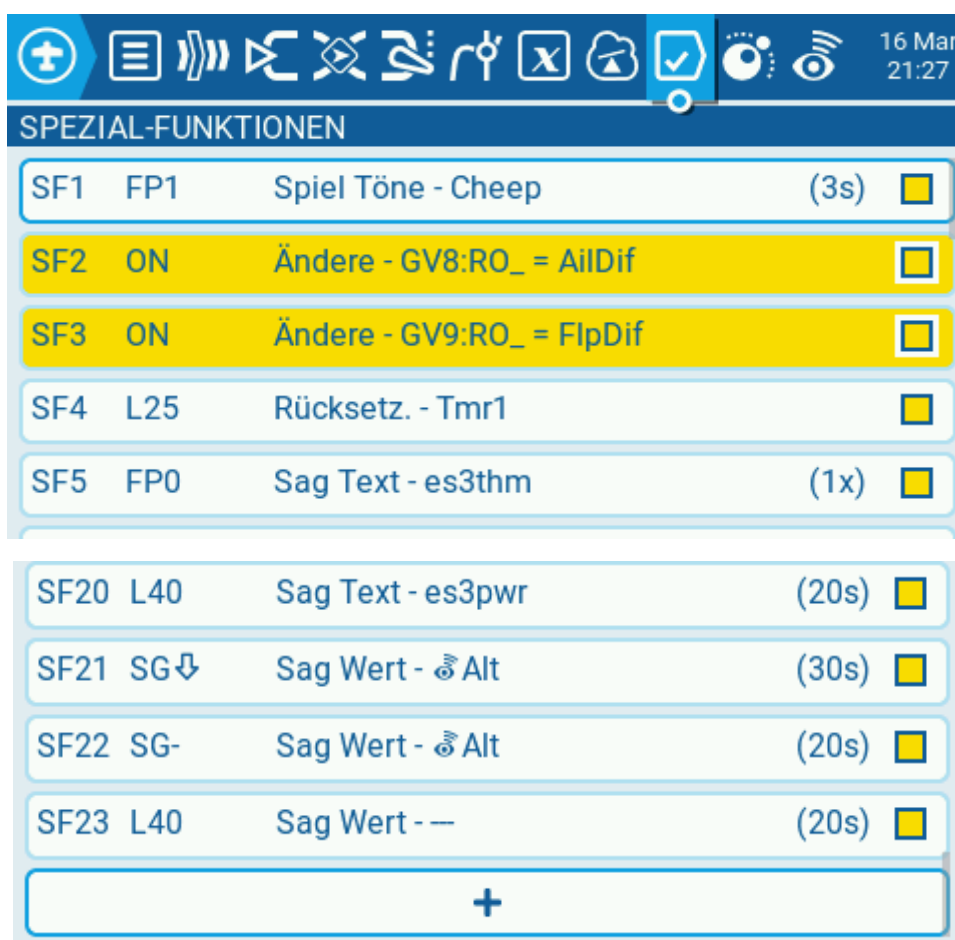 16 Mar
21:27
SPEZIAL-FUNKTIONEN
SF1 FP1 Spiel Töne - Cheep (3s)
SF2 ON Ändere - GV8:RO_ = AilDif
SF3 ON Ändere - GV9:RO_ = FlpDif
SF4 L25 Rücksetz. - Tmr1
SF5 FP0 Sag Text - es3thm (1x)
SF20 L40 Sag Text - es3pwr (20s)
SF21 SG⇩ Sag Wert - Alt (30s)
SF22 SG- Sag Wert - Alt (20s)
SF23 L40 Sag Wert - --- (20s)
+